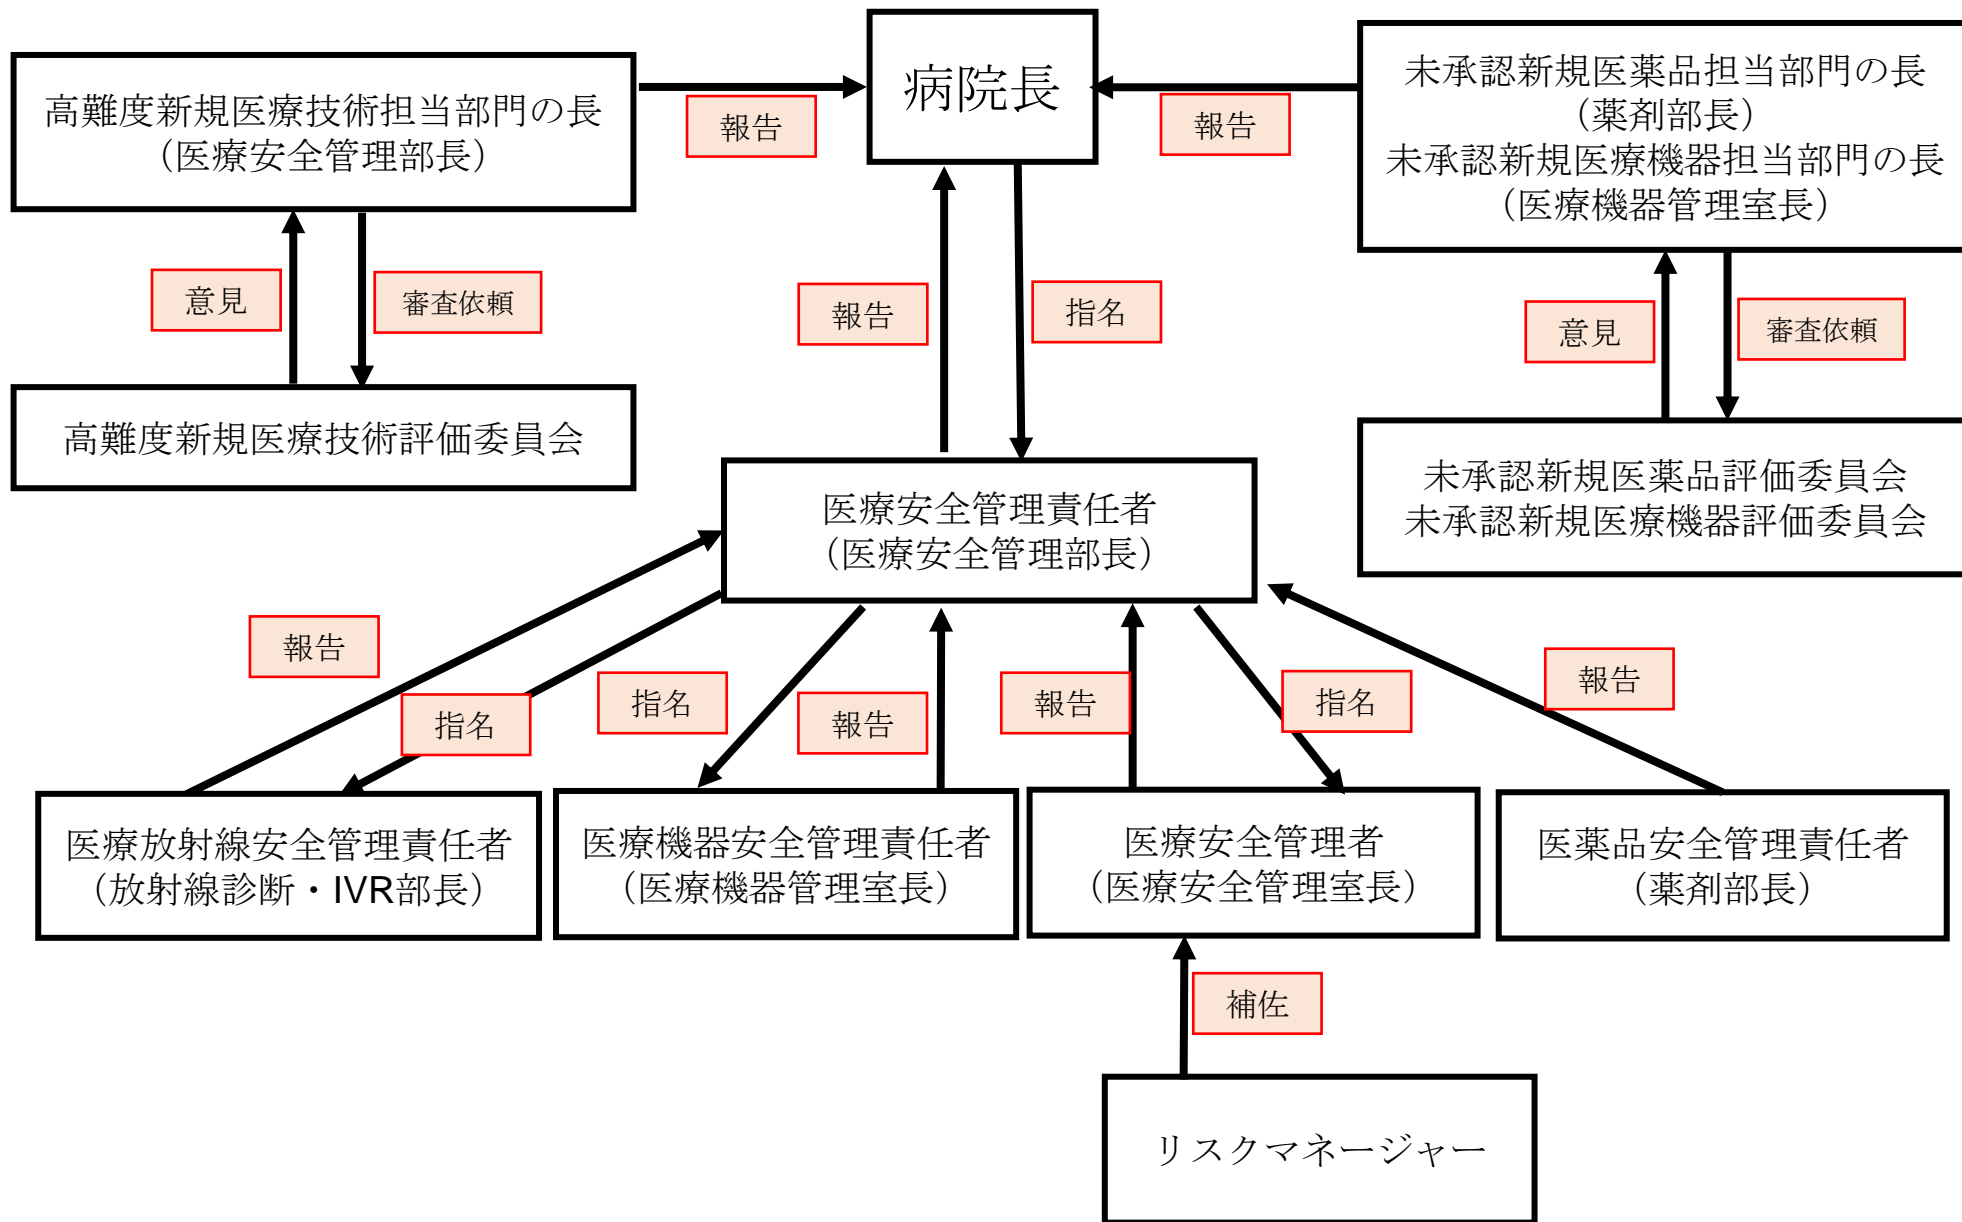 病院長
高難度新規医療技術担当部門の長
（医療安全管理部長）
報告
報告
未承認新規医薬品担当部門の長
（薬剤部長）
未承認新規医療機器担当部門の長
（医療機器管理室長）
意見
審査依頼
報告
指名
意見
審査依頼
高難度新規医療技術評価委員会
医療安全管理責任者
（医療安全管理部長）
未承認新規医薬品評価委員会
未承認新規医療機器評価委員会
報告
指名
指名
報告
報告
指名
報告
医療放射線安全管理責任者
（放射線診断・IVR部長）
医療機器安全管理責任者
（医療機器管理室長）
医療安全管理者
（医療安全管理室長）
医薬品安全管理責任者
（薬剤部長）
補佐
リスクマネージャー